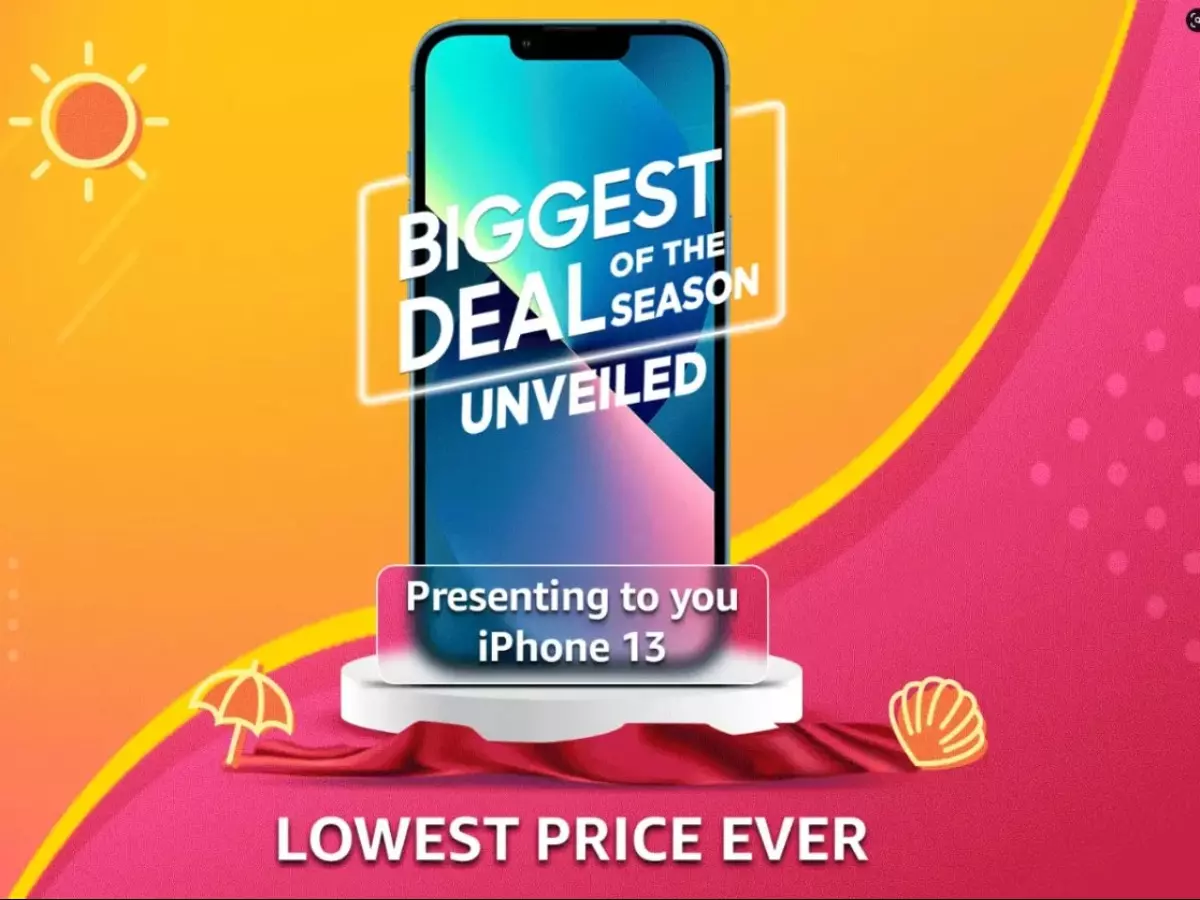 BIGGEST
DEAL OF THE
SEASON
UNVEILED
Presenting to you
iPhone 13
LOWEST PRICE EVER